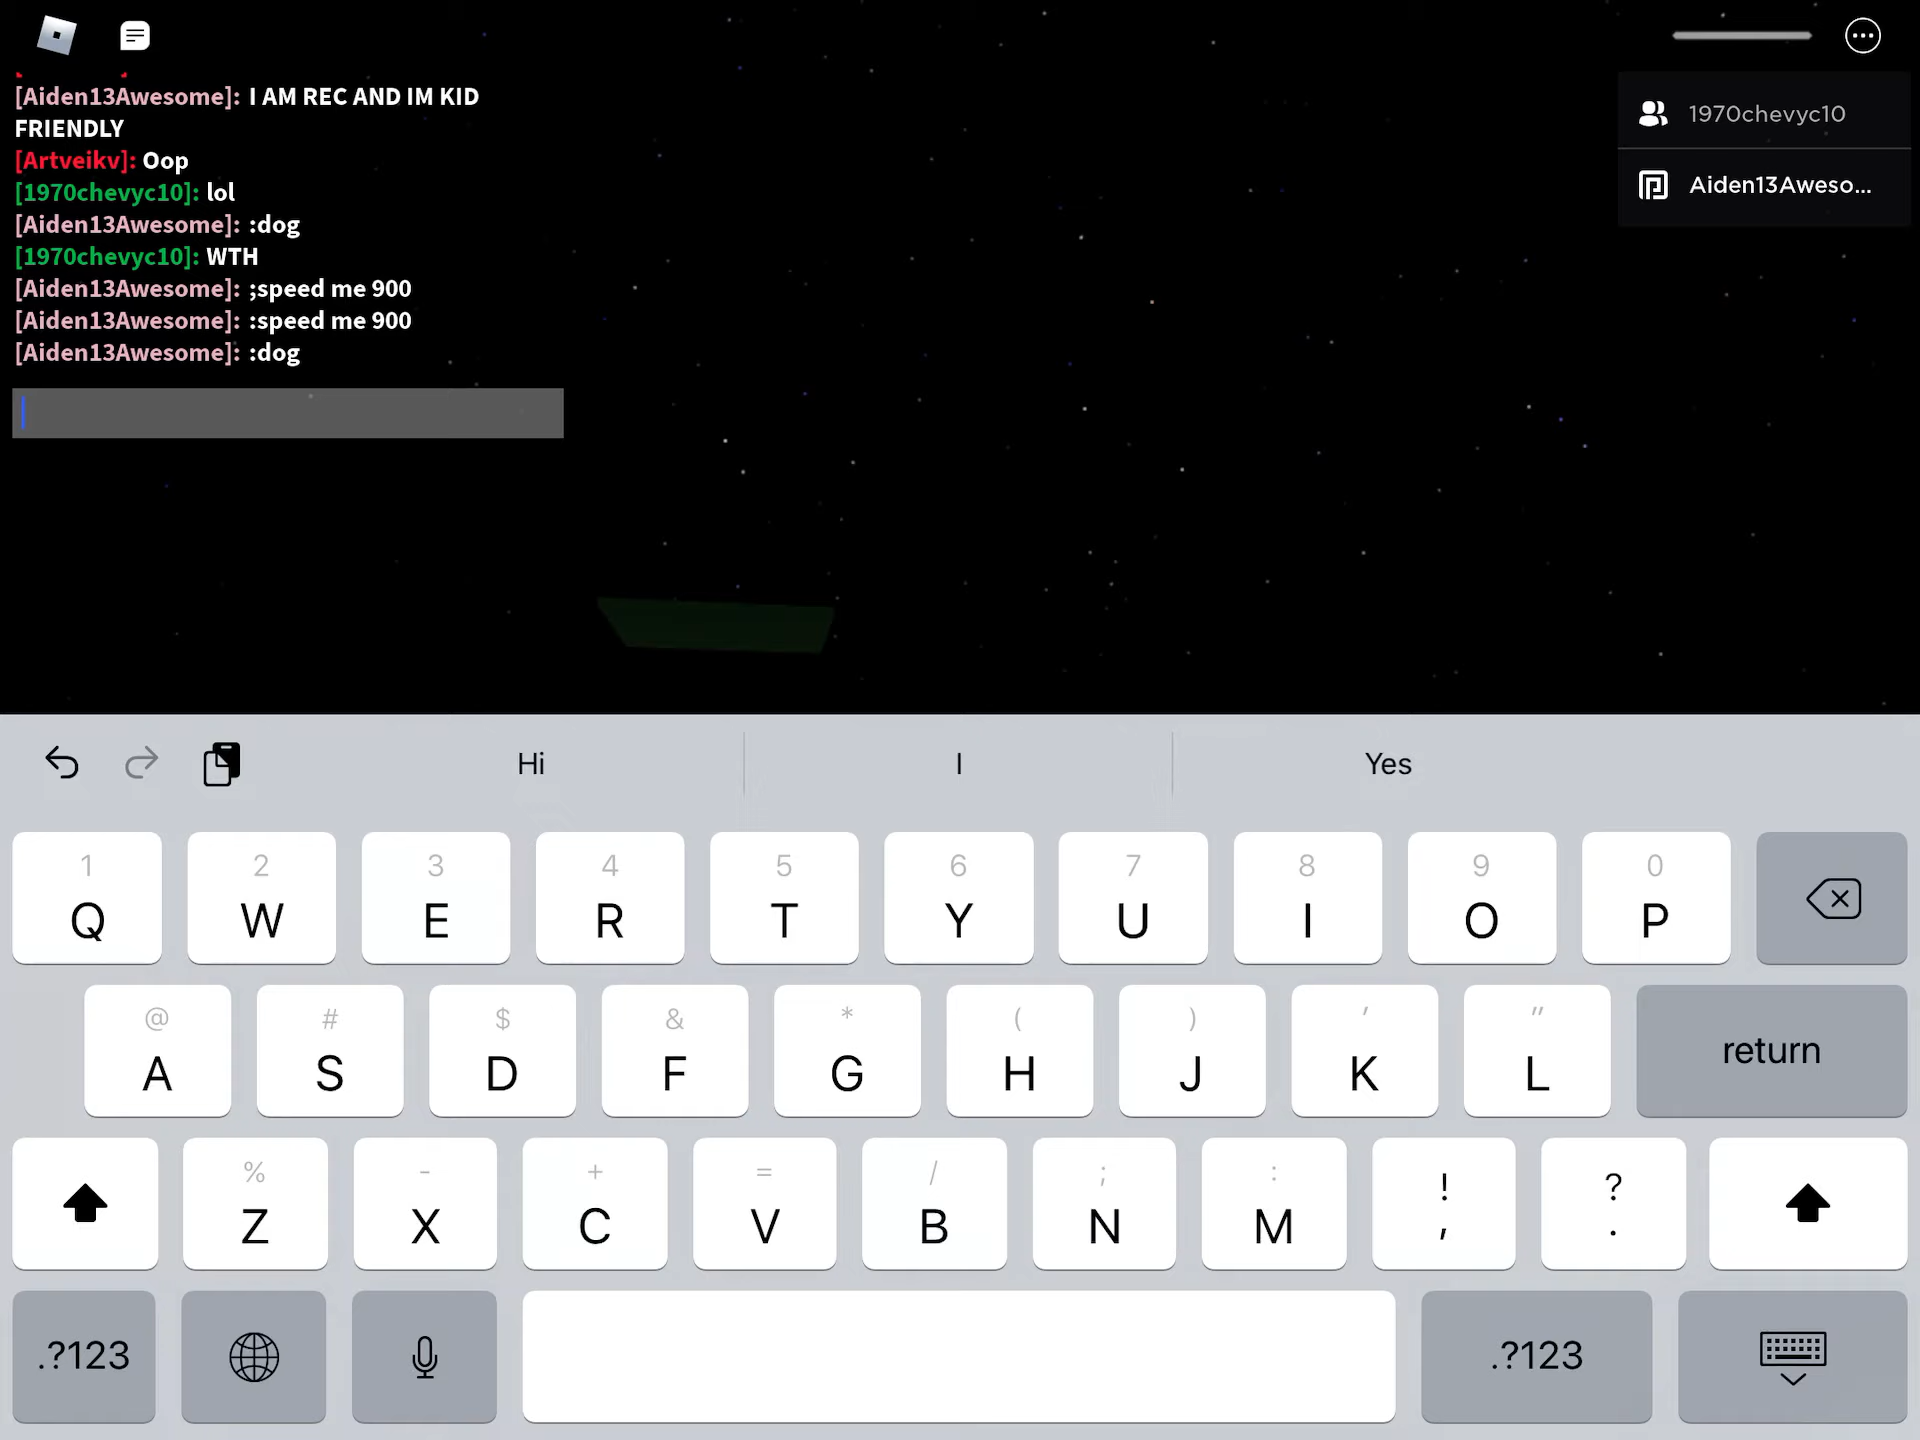 [Aiden13Awesome]: I AM REC AND IM KID
FRIENDLY
[Artveikv]: Oop
[1970chevyc10]: lol
[Aiden13Awesome]: :dog
[1970chevyc10]: WTH
[Aiden13Awesome]: ;speed me 900
[Aiden13Awesome]: :speed me 900
[Aiden13Awesome]: :dog
1970chevyc10
Aiden13Aweso...
Hi I Yes
1 2 3 4 5 6 7 8 9 0
Q W E R T Y U I O P
@ # $ & * ( ) ' "
A S D F G H J K L return
% - + = / ; : ! ?
Z X C V B N M , .
.?123 .?123